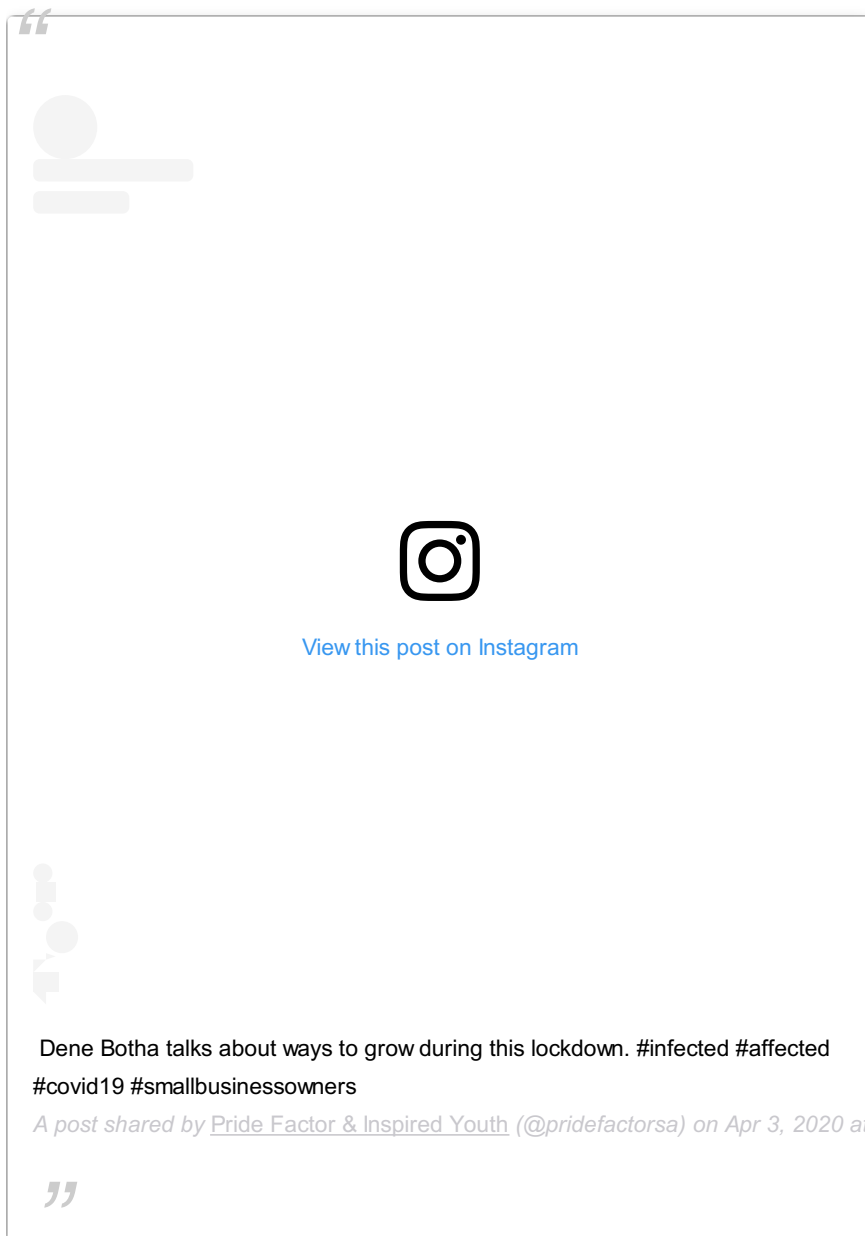 “
View this post on Instagram
Dene Botha talks about ways to grow during this lockdown. #infected #affected
#covid19 #smallbusinessowners
A post shared by Pride Factor & Inspired Youth (@pridefactorsa) on Apr 3, 2020 at
”